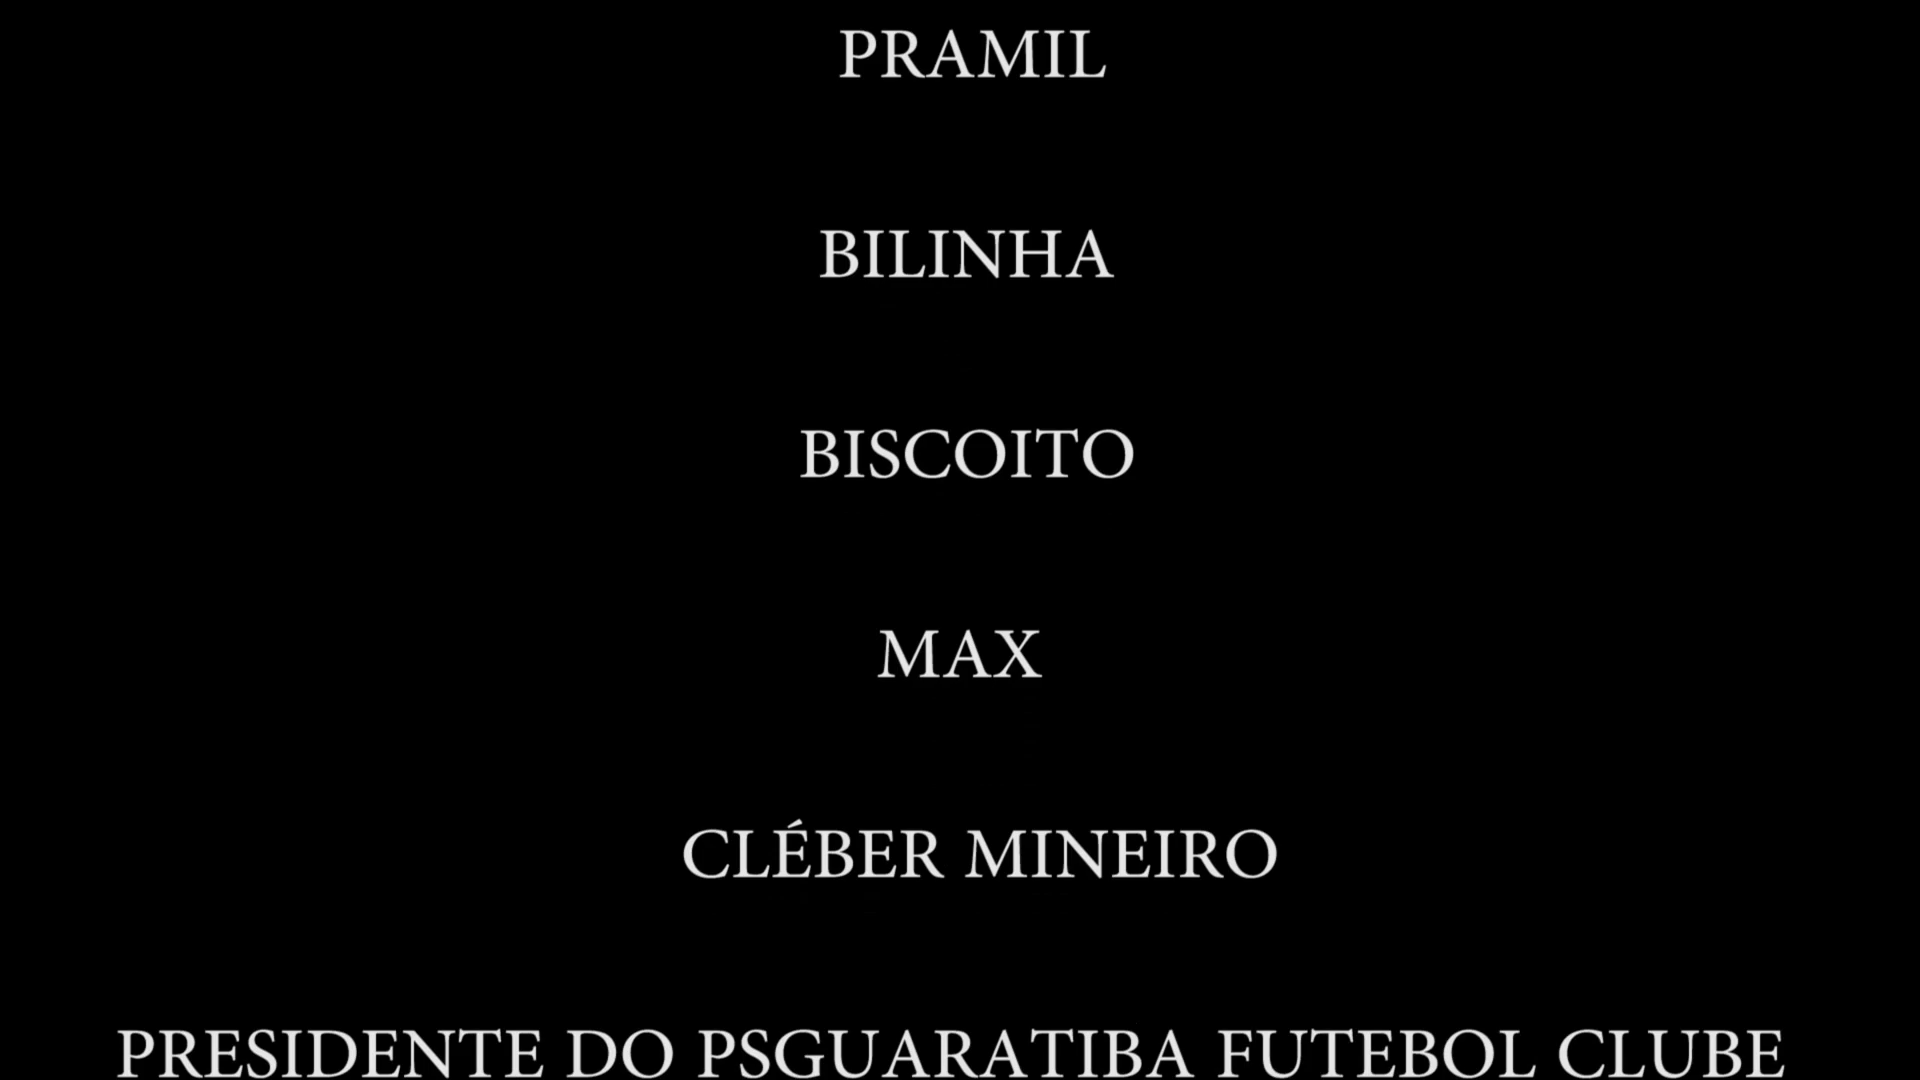 PRAMIL
BILINHA
BISCOITO
MAX
CLÉBER MINEIRO
PRESIDENTE DO PSGUARATIBA FUTEBOL CLUBE